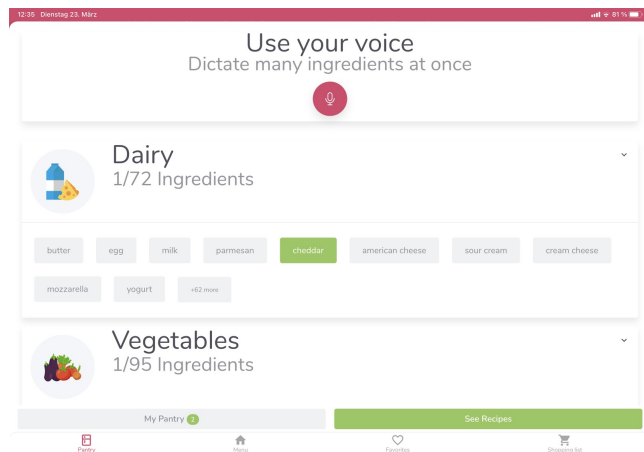 12:35 Dienstag 23. März 81 %
Use your voice
Dictate many ingredients at once
Dairy
1/72 Ingredients
butter egg milk parmesan cheddar american cheese sour cream cream cheese
mozzarella yogurt +62 more
Vegetables
1/95 Ingredients
My Pantry 2 See Recipes
Pantry Menu Favorites Shopping list